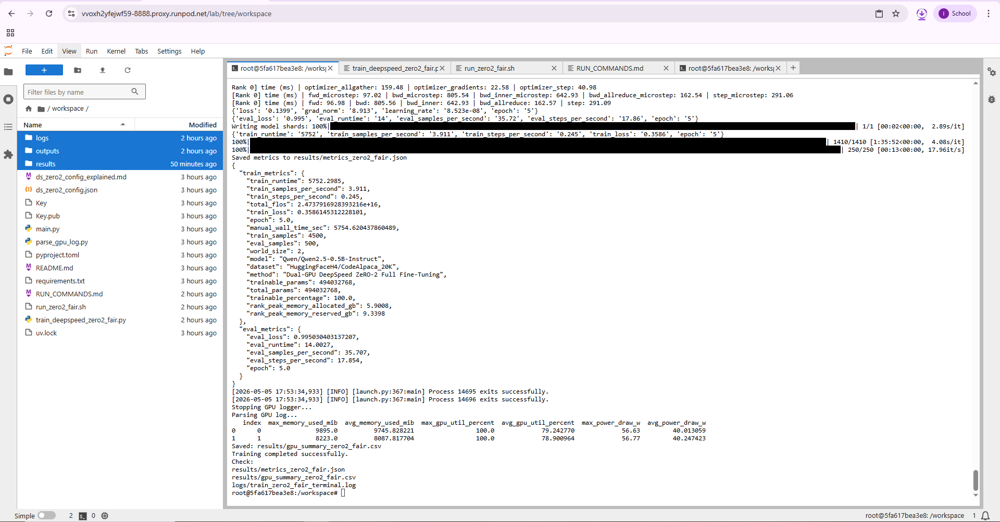 vvoxh2yfejwf59-8888.proxy.runpod.net/lab/tree/workspace
I School
File Edit View Run Kernel Tabs Settings Help
root@5fa617bea3e8: /worksp
train_deepspeed_zero2_fair.p
run_zero2_fair.sh
RUN_COMMANDS.md
root@5fa617bea3e8: /worksp
Filter files by name
/ workspace /
Name Modified
logs 2 hours ago
outputs 2 hours ago
results 50 minutes ago
ds_zero2_config_explained.md 3 hours ago
ds_zero2_config.json 3 hours ago
Key 3 hours ago
Key.pub 3 hours ago
main.py 3 hours ago
parse_gpu_log.py 3 hours ago
pyproject.toml 3 hours ago
README.md 3 hours ago
requirements.txt 3 hours ago
RUN_COMMANDS.md 2 hours ago
run_zero2_fair.sh 2 hours ago
train_deepspeed_zero2_fair.py 2 hours ago
uv.lock 3 hours ago
Rank 0] time (ms) | optimizer_allgather: 159.48 | optimizer_gradients: 22.58 | optimizer_step: 40.98
[Rank 0] time (ms) | fwd_microstep: 97.02 | bwd_microstep: 805.54 | bwd_inner_microstep: 642.93 | bwd_allreduce_microstep: 162.54 | step_microstep: 291.06
[Rank 0] time (ms) | fwd: 96.98 | bwd: 805.56 | bwd_inner: 642.93 | bwd_allreduce: 162.57 | step: 291.09
{'loss': '0.1399', 'grad_norm': '8.913', 'learning_rate': '8.523e-08', 'epoch': '5'}
{'eval_loss': '0.995', 'eval_runtime': '14', 'eval_samples_per_second': '35.72', 'eval_steps_per_second': '17.86', 'epoch': '5'}
Writing model shards: 100%| | 1/1 [00:02<00:00, 2.89s/it]
{'train_runtime': '5752', 'train_samples_per_second': '3.911', 'train_steps_per_second': '0.245', 'train_loss': '0.3586', 'epoch': '5'}
100%| | 1410/1410 [1:35:52<00:00, 4.08s/it]
100%| | 250/250 [00:13<00:00, 17.96it/s]
Saved metrics to results/metrics_zero2_fair.json
{
"train_metrics": {
"train_runtime": 5752.2985,
"train_samples_per_second": 3.911,
"train_steps_per_second": 0.245,
"total_flos": 2.4737916928393216e+16,
"train_loss": 0.3586145312228101,
"epoch": 5.0,
"manual_wall_time_sec": 5754.620437860489,
"train_samples": 4500,
"eval_samples": 500,
"world_size": 2,
"model": "Qwen/Qwen2.5-0.5B-Instruct",
"dataset": "HuggingFaceH4/CodeAlpaca_20K",
"method": "Dual-GPU DeepSpeed ZeRO-2 Full Fine-Tuning",
"trainable_params": 494032768,
"total_params": 494032768,
"trainable_percentage": 100.0,
"rank_peak_memory_allocated_gb": 5.9008,
"rank_peak_memory_reserved_gb": 9.3398
},
"eval_metrics": {
"eval_loss": 0.995030403137207,
"eval_runtime": 14.0027,
"eval_samples_per_second": 35.707,
"eval_steps_per_second": 17.854,
"epoch": 5.0
}
}
[2026-05-05 17:53:34,933] [INFO] [launch.py:367:main] Process 14695 exits successfully.
[2026-05-05 17:53:34,933] [INFO] [launch.py:367:main] Process 14696 exits successfully.
Stopping GPU logger...
Parsing GPU log...
index max_memory_used_mib avg_memory_used_mib max_gpu_util_percent avg_gpu_util_percent max_power_draw_w avg_power_draw_w
0 0 9895.0 9745.828221 100.0 79.242770 56.63 40.013059
1 1 8223.0 8087.817704 100.0 78.900964 56.77 40.247423
Saved: results/gpu_summary_zero2_fair.csv
Training completed successfully.
Check:
results/metrics_zero2_fair.json
results/gpu_summary_zero2_fair.csv
logs/train_zero2_fair_terminal.log
root@5fa617bea3e8:/workspace#
Simple 2 0 root@5fa617bea3e8: /workspace 1